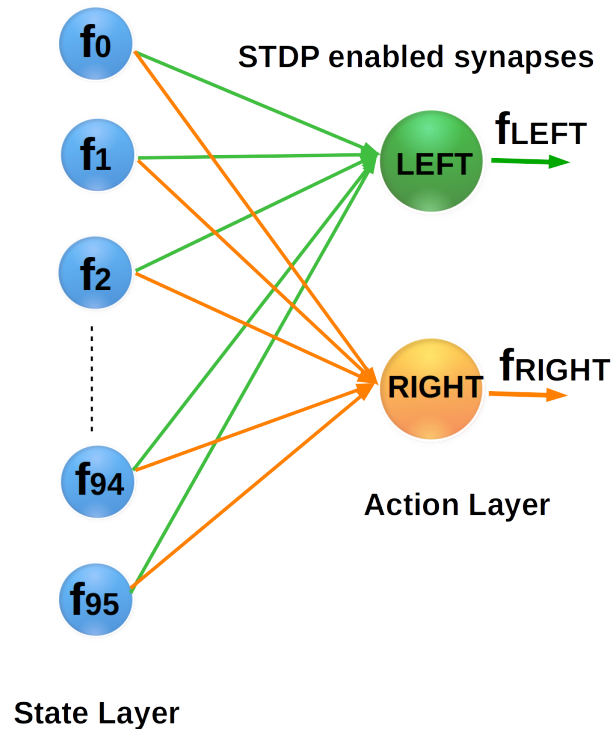 f0
STDP enabled synapses
fLEFT
f1
LEFT
f2
fRIGHT
RIGHT
f94
Action Layer
f95
State Layer